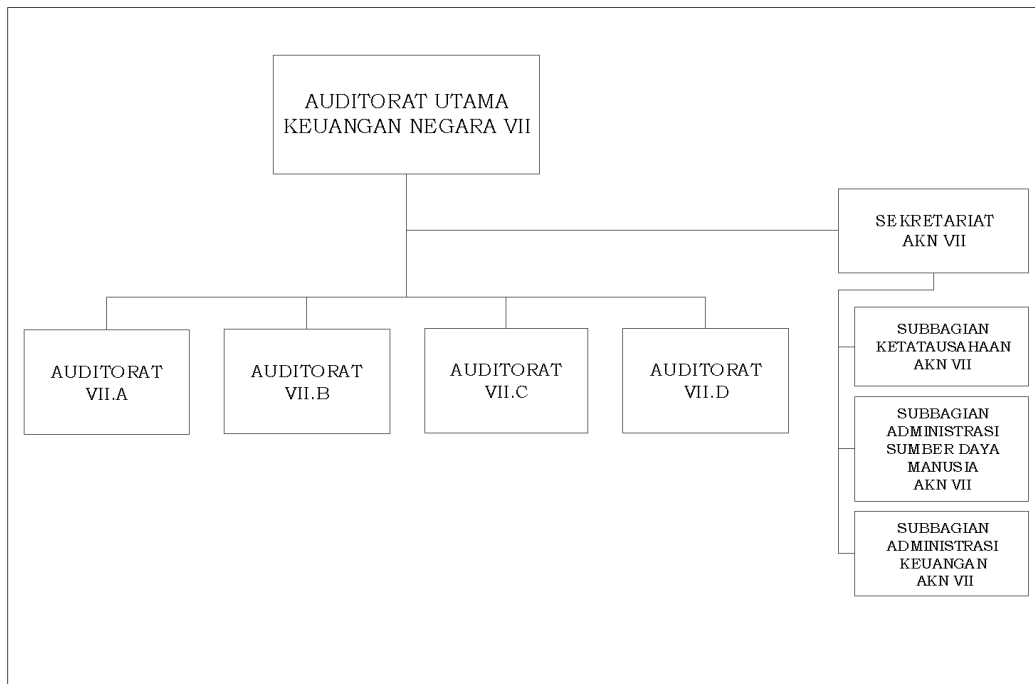 AUDITORAT UTAMA
KEUANGAN NEGARA VII
SEKRETARIAT
AKN VII
AUDITORAT
VII.A
AUDITORAT
VII.B
AUDITORAT
VII.C
AUDITORAT
VII.D
SUBBAGIAN
KETATAUSAHAAN
AKN VII
SUBBAGIAN
ADMINISTRASI
SUMBER DAYA
MANUSIA
AKN VII
SUBBAGIAN
ADMINISTRASI
KEUANGAN
AKN VII